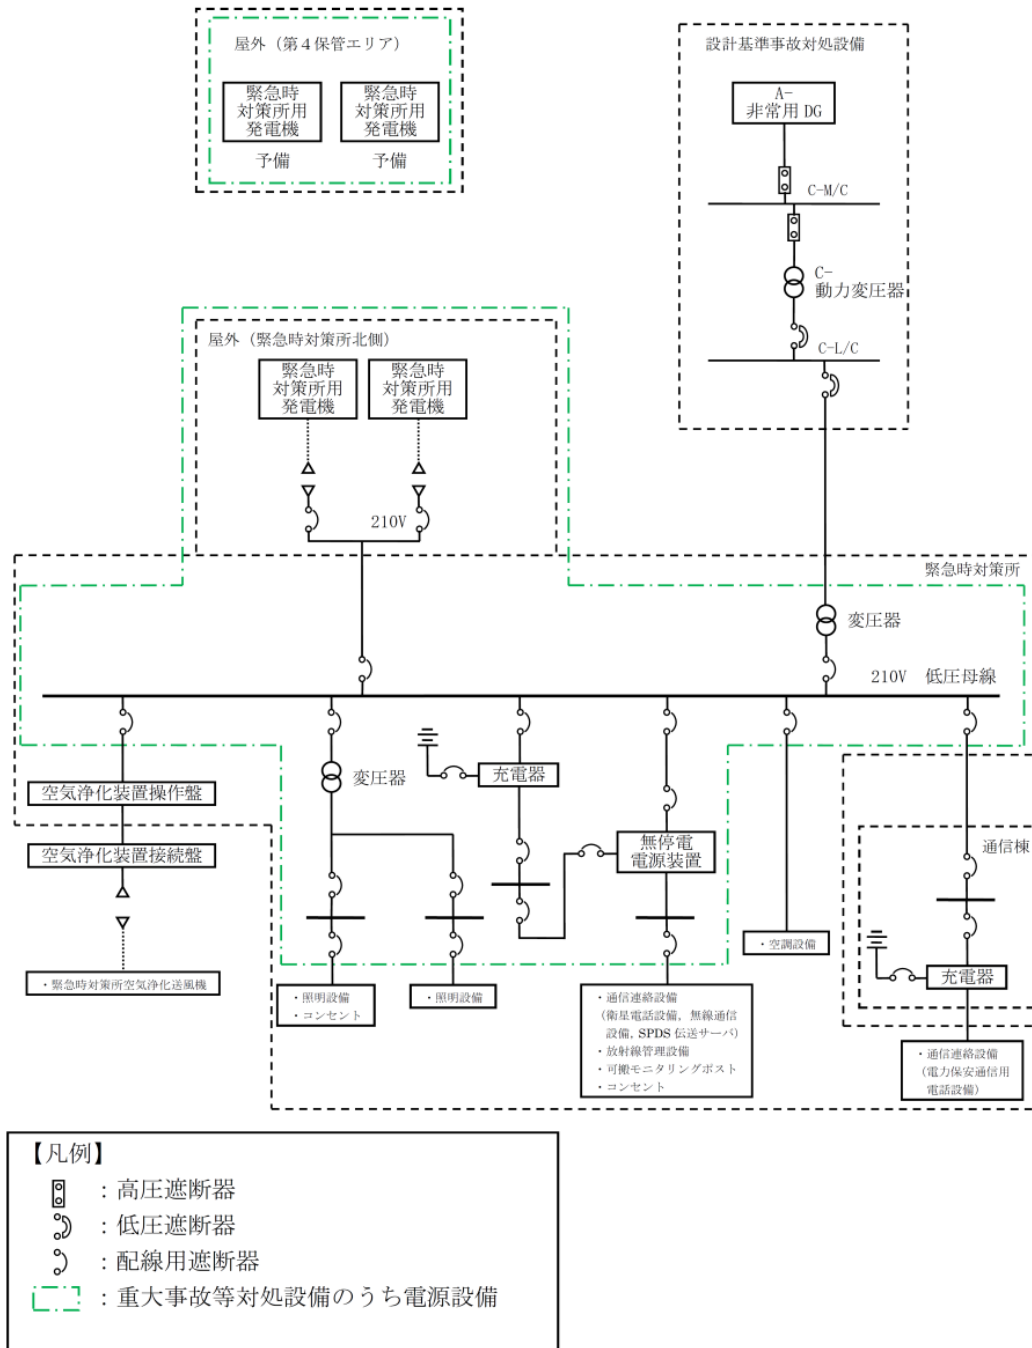 屋外（第４保管エリア）
緊急時
対策所用
発電機
緊急時
対策所用
発電機
予備
予備
設計基準事故対処設備
A-
非常用 DG
C-M/C
C-
動力変圧器
C-L/C
屋外（緊急時対策所北側）
緊急時
対策所用
発電機
緊急時
対策所用
発電機
210V
緊急時対策所
変圧器
210V 低圧母線
空気浄化装置操作盤
空気浄化装置接続盤
・緊急時対策所空気浄化送風機
変圧器
充電器
無停電
電源装置
・照明設備
・コンセント
・照明設備
・通信連絡設備
（衛星電話設備，無線通信
設備，SPDS 伝送サーバ）
・放射線管理設備
・可搬モニタリングポスト
・コンセント
・空調設備
通信棟
充電器
・通信連絡設備
（電力保安通信用
電話設備）
【凡例】
：高圧遮断器
：低圧遮断器
：配線用遮断器
：重大事故等対処設備のうち電源設備